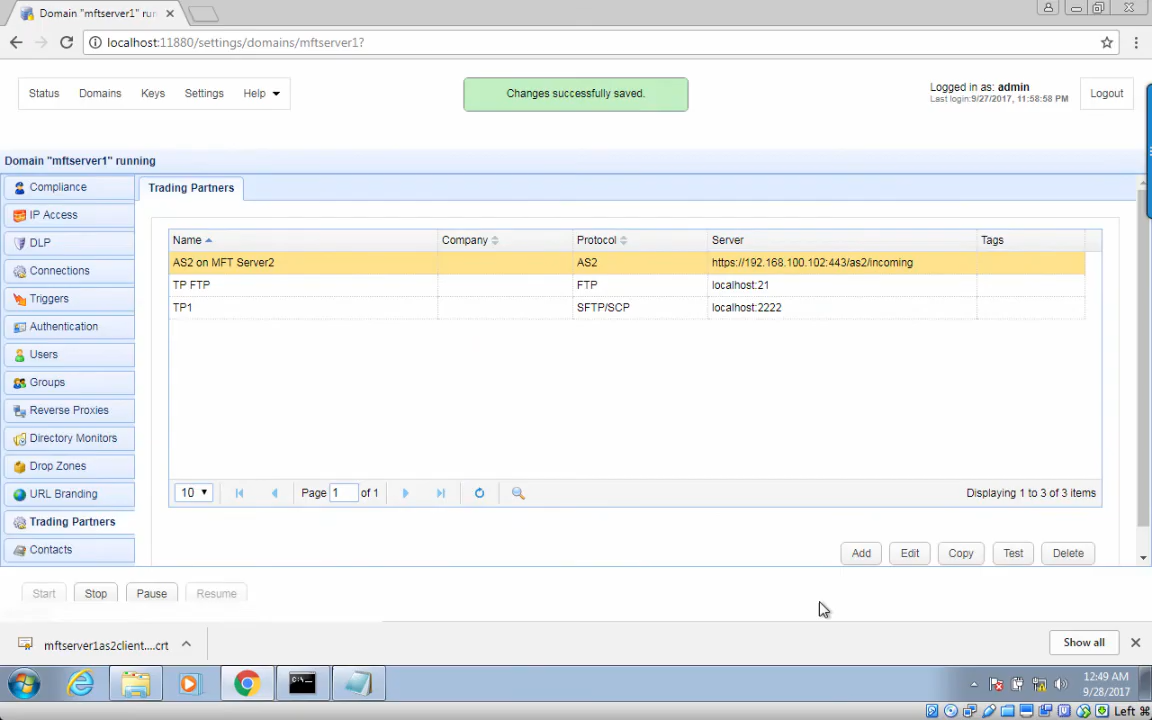 Domain "mftserver1" run
localhost:11880/settings/domains/mftserver1?
Status Domains Keys Settings Help
Changes successfully saved.
Logged in as: admin
Last login:9/27/2017, 11:58:58 PM
Logout
Domain "mftserver1" running
Compliance
IP Access
DLP
Connections
Triggers
Authentication
Users
Groups
Reverse Proxies
Directory Monitors
Drop Zones
URL Branding
Trading Partners
Contacts
Trading Partners
Name Company Protocol Server Tags
AS2 on MFT Server2 AS2 https://192.168.100.102:443/as2/incoming
TP FTP FTP localhost:21
TP1 SFTP/SCP localhost:2222
10 Page 1 of 1 Displaying 1 to 3 of 3 items
Add Edit Copy Test Delete
Start Stop Pause Resume
mftserver1as2client....crt
Show all
12:49 AM
9/28/2017
Left ⌘